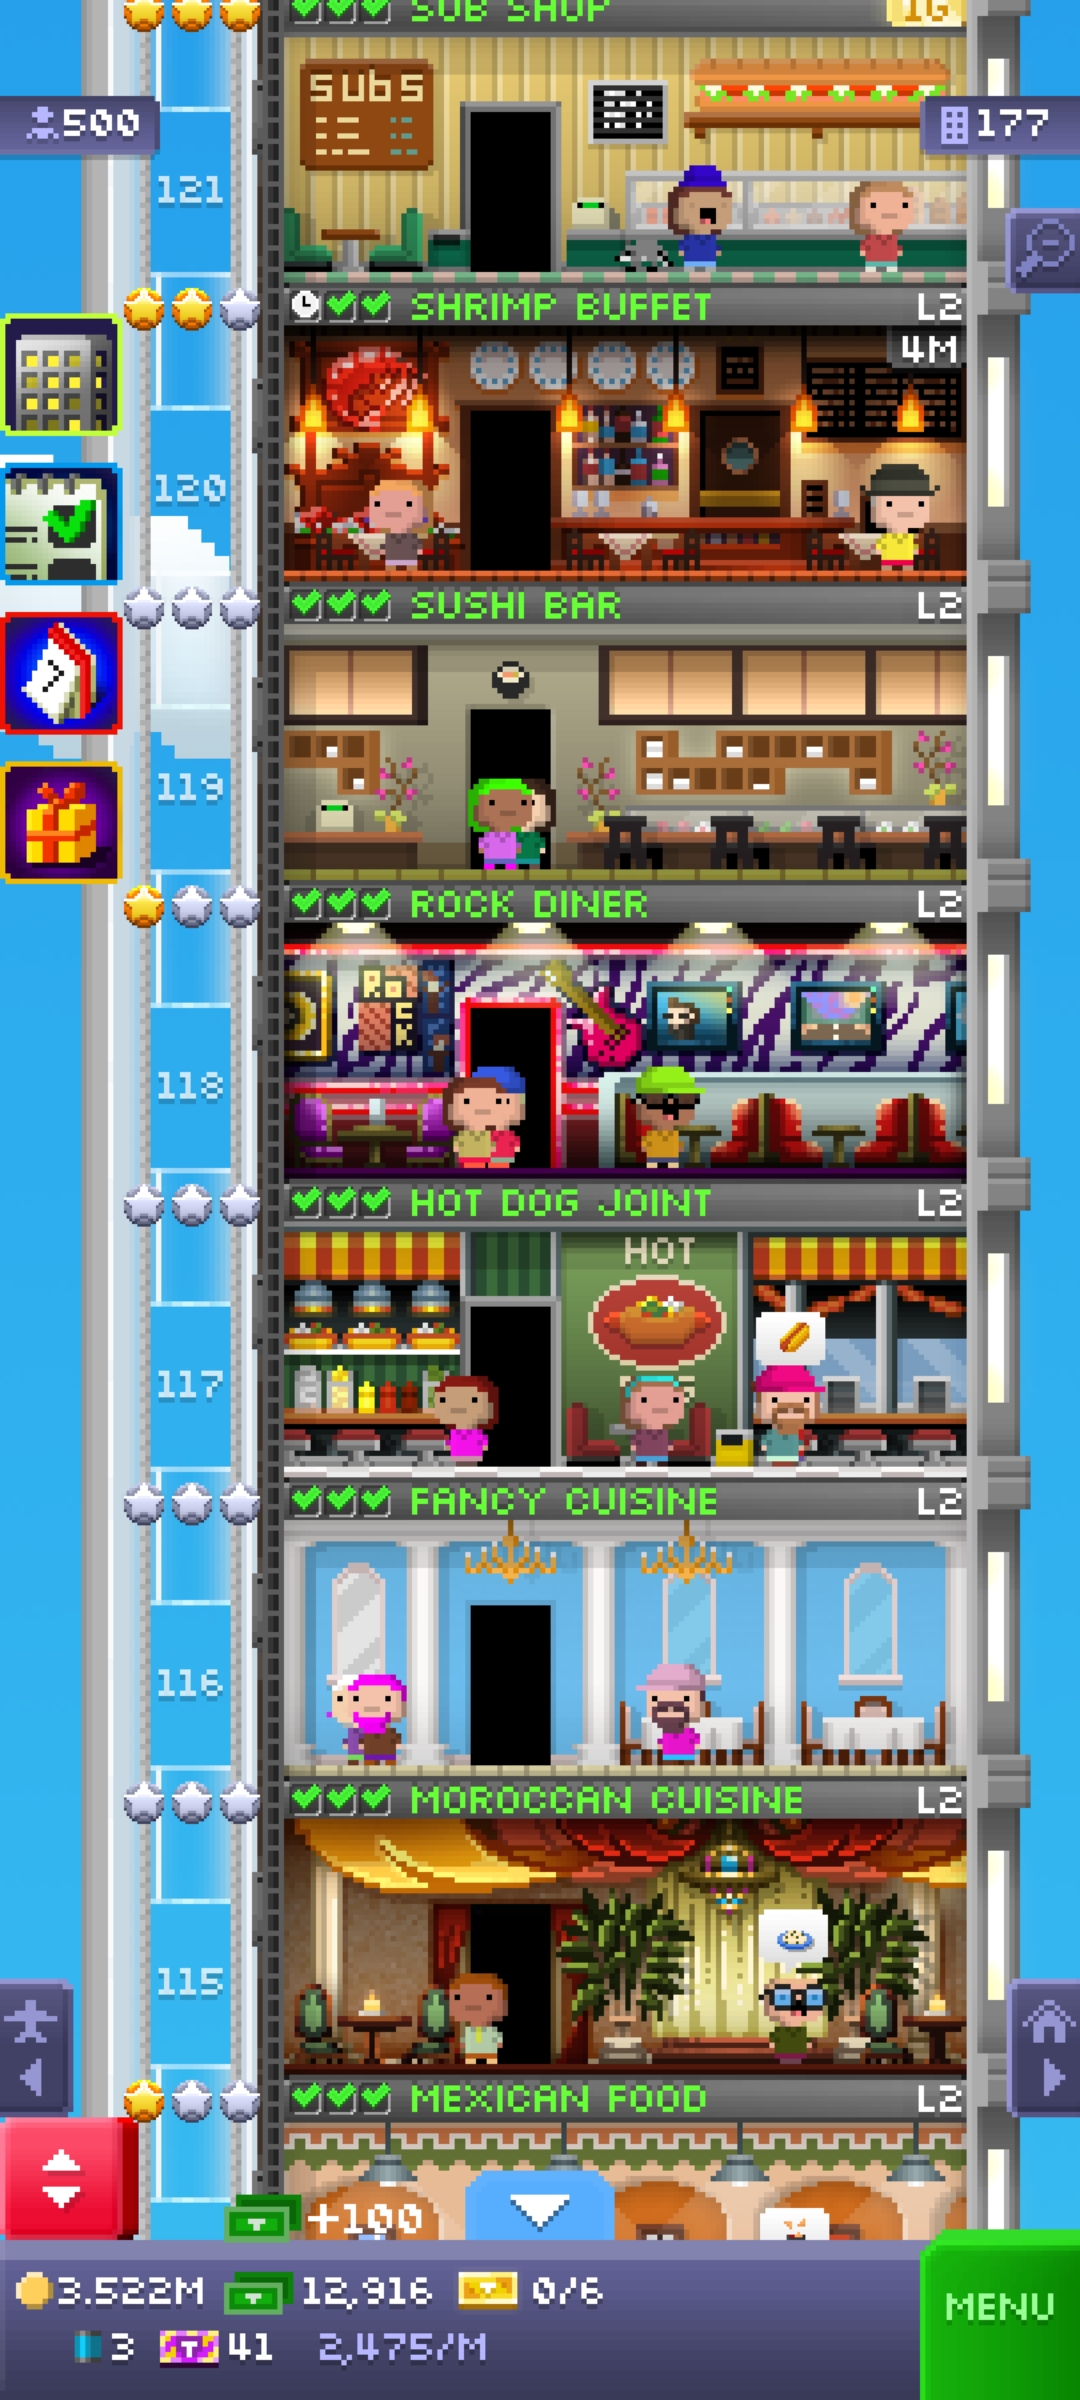 SUB SHOP
1G
SUBS
500
177
121
SHRIMP BUFFET L2
4M
120
SUSHI BAR L2
119
ROCK DINER L2
ROCK
118
HOT DOG JOINT L2
HOT
117
FANCY CUISINE L2
116
MOROCCAN CUISINE L2
115
MEXICAN FOOD L2
+100
3.522M 12,916 0/6
MENU
3 T 41 2,475/M